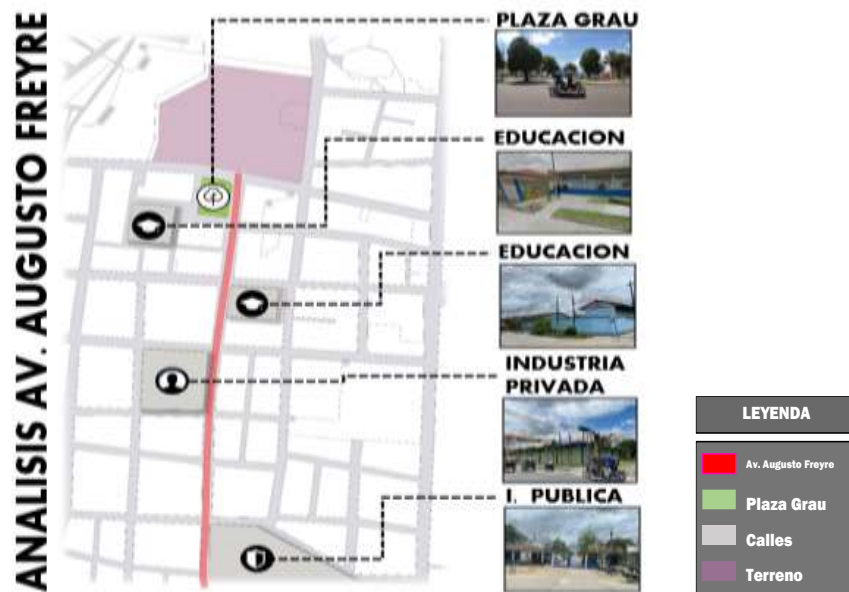 ANALISIS AV. AUGUSTO FREYRE
PLAZA GRAU
EDUCACION
EDUCACION
INDUSTRIA
PRIVADA
I. PUBLICA
LEYENDA
Av. Augusto Freyre
Plaza Grau
Calles
Terreno